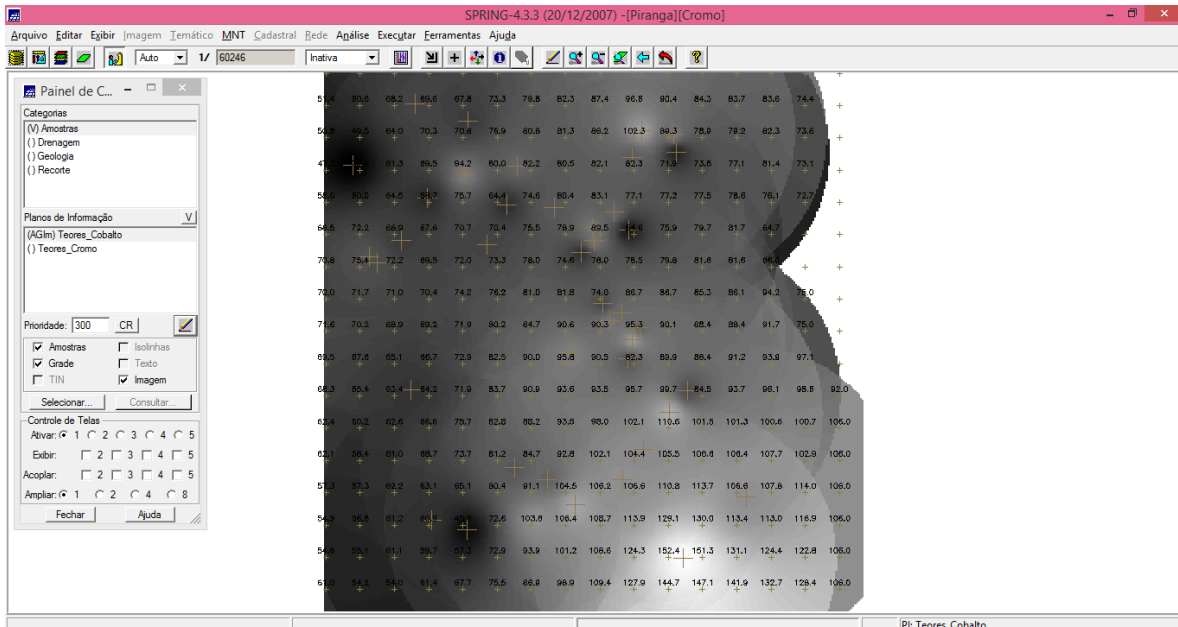 SPRING-4.3.3 (20/12/2007) -[Piranga][Cromo]
Arquivo Editar Exibir Imagem Temático MNT Cadastral Rede Análise Executar Ferramentas Ajuda
Auto 1/ 60246 Inativa
Painel de C...
Categorias
(V) Amostras
( ) Drenagem
( ) Geologia
( ) Recorte
Planos de Informação V
(AGIm) Teores_Cobalto
( ) Teores_Cromo
Prioridade: 300 CR
Amostras Isolinhas
Grade Texto
TIN Imagem
Selecionar... Consultar...
Controle de Telas
Ativar: 1 2 3 4 5
Exibir: 2 3 4 5
Acoplar: 2 3 4 5
Ampliar: 1 2 4 8
Fechar Ajuda
68.2 69.6 67.8 73.3 79.8 82.3 87.4 96.8 90.4 84.3 83.7 83.6 74.4
64.0 70.3 70.6 76.9 80.8 81.3 86.2 102.3 89.3 78.9 79.2 82.3 73.6
61.3 69.5 94.2 80.0 82.2 80.5 82.1 82.3 71.9 73.8 77.1 81.4 73.1
64.5 75.7 64.4 74.6 80.4 83.1 77.1 77.2 77.5 78.6 76.1 72.7
72.2 66.9 67.6 70.7 70.4 75.5 78.9 89.5 75.9 79.7 81.7 64.7
75.4 72.2 69.5 72.0 73.3 78.0 74.6 78.0 78.5 79.8 81.6 81.6
71.7 71.0 70.4 74.2 76.2 81.0 81.8 74.0 86.7 86.7 85.3 86.1 94.2 75.0
71.6 70.2 68.9 69.2 71.9 80.2 84.7 90.6 90.3 95.3 90.1 88.4 91.7 75.0
65.1 66.7 72.9 82.5 90.0 95.8 90.5 82.3 89.9 86.4 91.2 93.8 97.1
63.4 64.2 71.9 83.7 90.9 93.6 93.5 95.7 99.7 84.5 93.7 96.1 98.8 92.0
62.6 66.8 75.7 82.8 88.2 93.8 98.0 102.1 110.6 101.8 101.3 100.6 100.7 106.0
61.0 68.7 73.7 81.2 84.7 92.8 102.1 104.4 105.5 106.8 106.4 107.7 102.9 106.0
57.3 62.2 63.1 65.1 80.4 91.1 104.5 106.2 106.6 110.8 113.7 106.6 107.8 114.0 106.0
61.2 72.6 103.8 106.4 108.7 113.9 129.1 130.0 113.4 113.0 116.9 106.0
55.1 61.1 59.7 57.3 72.9 93.9 101.2 108.6 124.3 152.4 151.3 131.1 124.4 122.8 106.0
54.2 54.0 61.4 67.7 75.5 86.9 98.9 109.4 127.9 144.7 147.1 141.9 132.7 128.4 106.0
PI: Teores_Cobalto